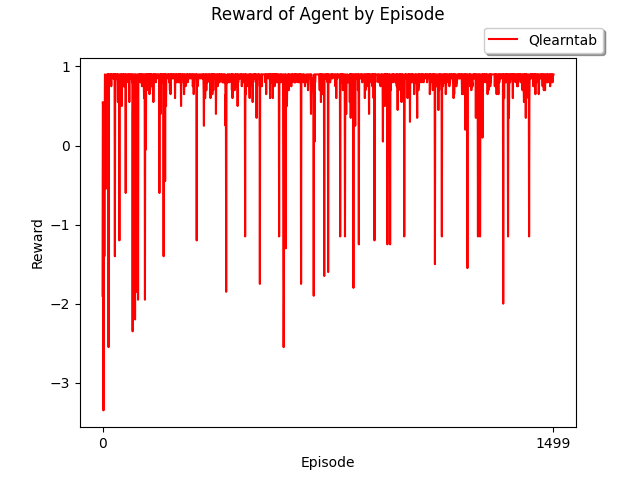 Reward of Agent by Episode
Qlearntab
1
0
−1
−2
−3
Reward
0
1499
Episode